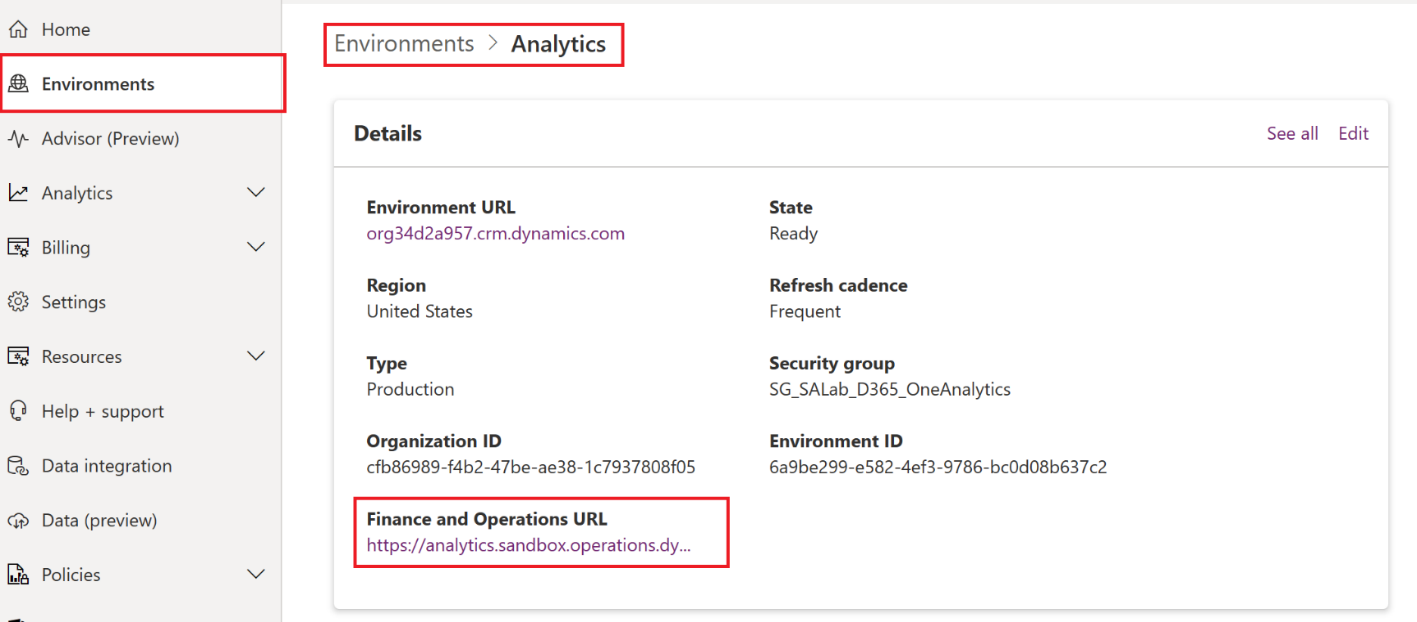 Home
Environments
Advisor (Preview)
Analytics
Billing
Settings
Resources
Help + support
Data integration
Data (preview)
Policies
Environments > Analytics
Details
See all Edit
Environment URL
org34d2a957.crm.dynamics.com
State
Ready
Region
United States
Refresh cadence
Frequent
Type
Production
Security group
SG_SALab_D365_OneAnalytics
Organization ID
cfb86989-f4b2-47be-ae38-1c7937808f05
Environment ID
6a9be299-e582-4ef3-9786-bc0d08b637c2
Finance and Operations URL
https://analytics.sandbox.operations.dy...